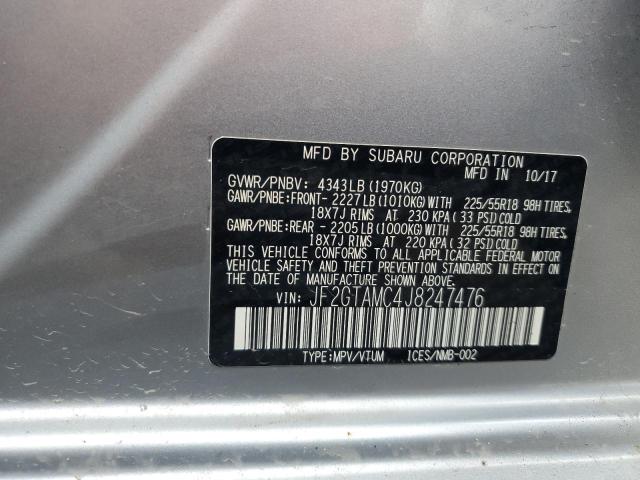 MFD BY SUBARU CORPORATION
MFD IN 10/17
GVWR/PNBV: 4343LB(1970KG)
GAWR/PNBE:FRONT- 2227LB(1010KG)WITH 225/55R18 98H TIRES,
18X7J RIMS AT 230 KPA(33 PSI)COLD
GAWR/PNBE:REAR - 2205LB(1000KG)WITH 225/55R18 98H TIRES,
18X7J RIMS AT 220 KPA(32 PSI)COLD
THIS VEHICLE CONFORMS TO ALL APPLICABLE FEDERAL MOTOR
VEHICLE SAFETY AND THEFT PREVENTION STANDARDS IN EFFECT ON
THE DATE OF MANUFACTURE SHOWN ABOVE.
VIN: JF2GTAMC4J8247476
TYPE:MPV/VTUM ICES/NMB-002